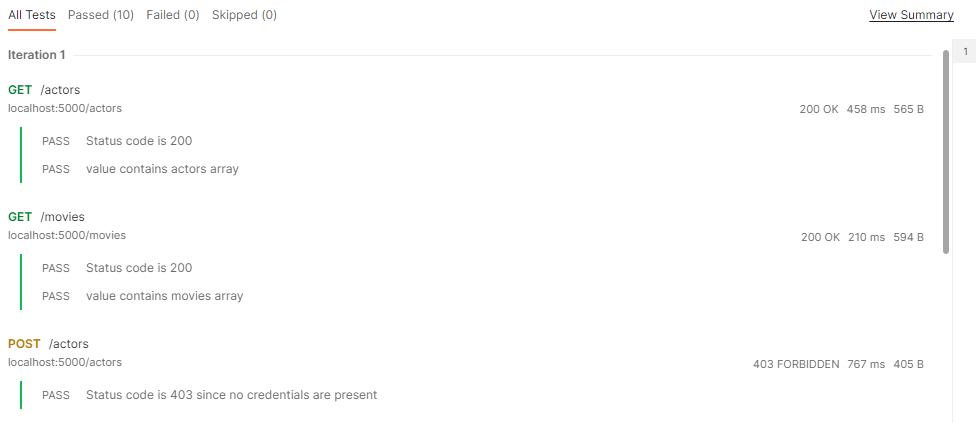 All Tests Passed (10) Failed (0) Skipped (0) View Summary
Iteration 1 1
GET /actors
localhost:5000/actors 200 OK 458 ms 565 B
PASS Status code is 200
PASS value contains actors array
GET /movies
localhost:5000/movies 200 OK 210 ms 594 B
PASS Status code is 200
PASS value contains movies array
POST /actors
localhost:5000/actors 403 FORBIDDEN 767 ms 405 B
PASS Status code is 403 since no credentials are present